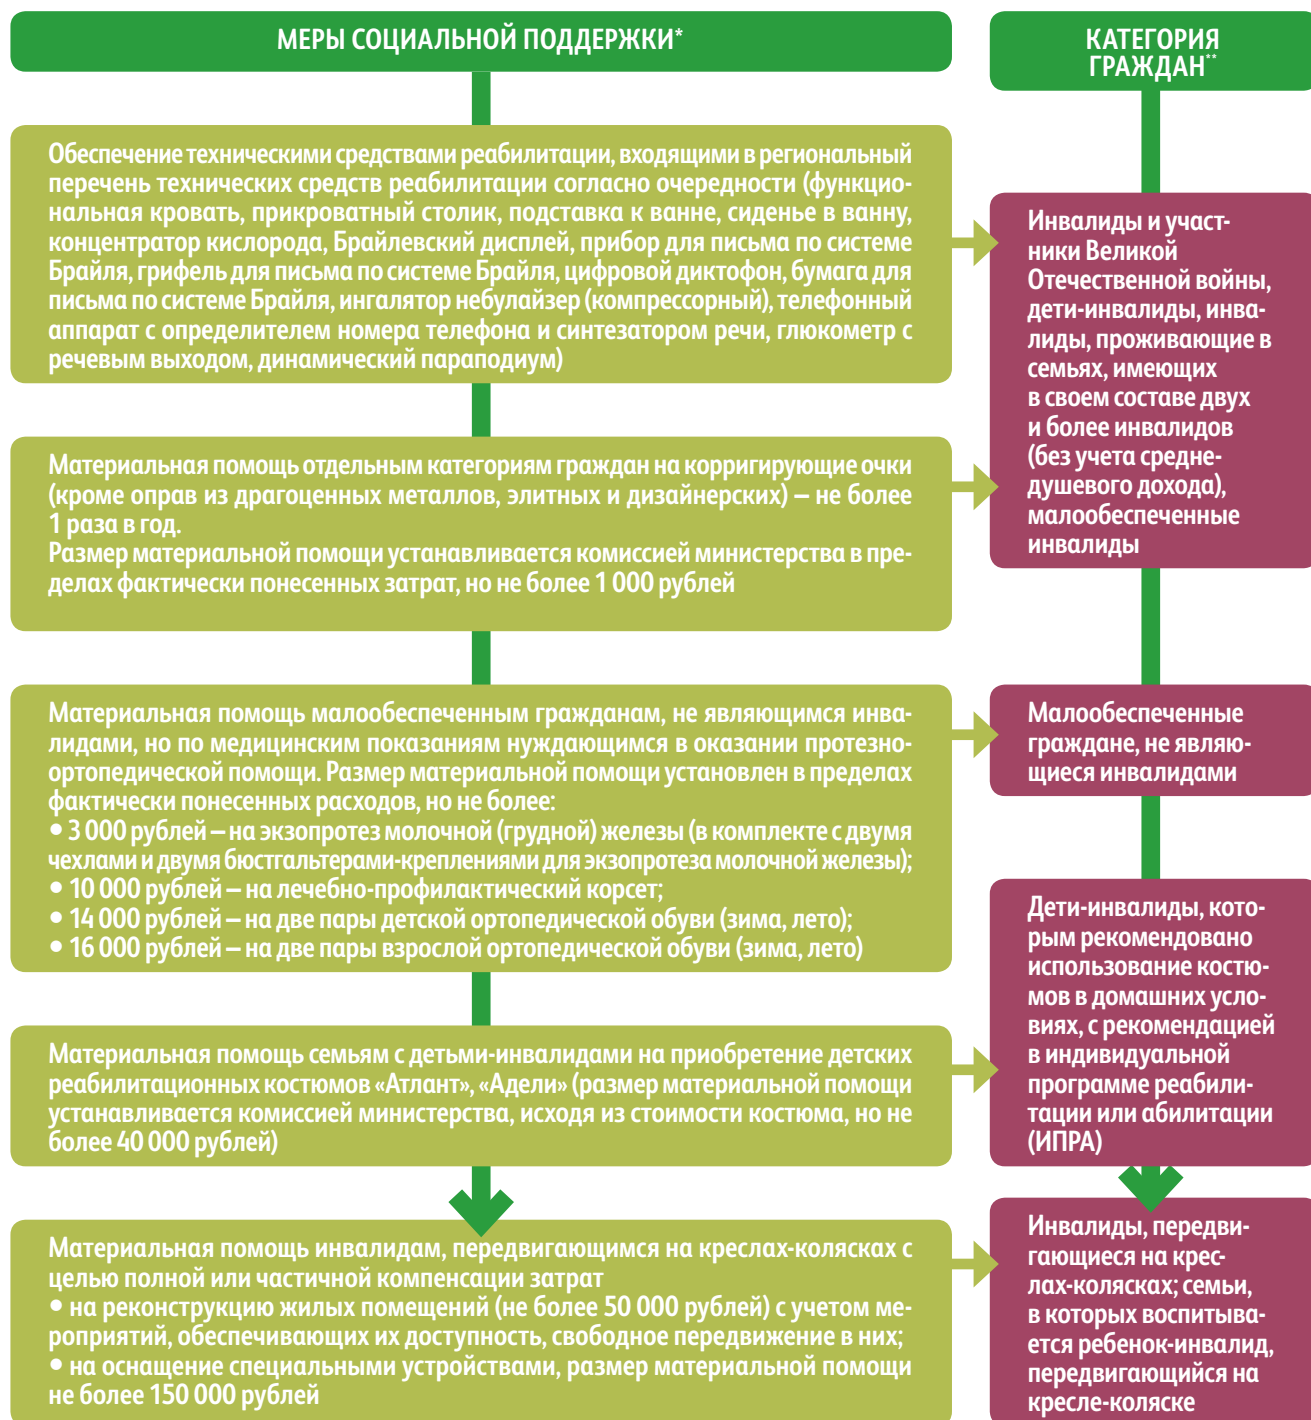 МЕРЫ СОЦИАЛЬНОЙ ПОДДЕРЖКИ*
КАТЕГОРИЯ
ГРАЖДАН**
Обеспечение техническими средствами реабилитации, входящими в региональный
перечень технических средств реабилитации согласно очередности (функцио-
нальная кровать, прикроватный столик, подставка к ванне, сиденье в ванну,
концентратор кислорода, Брайлевский дисплей, прибор для письма по системе
Брайля, грифель для письма по системе Брайля, цифровой диктофон, бумага для
письма по системе Брайля, ингалятор небулайзер (компрессорный), телефонный
аппарат с определителем номера телефона и синтезатором речи, глюкометр с
речевым выходом, динамический параподиум)
Материальная помощь отдельным категориям граждан на корригирующие очки
(кроме оправ из драгоценных металлов, элитных и дизайнерских) – не более
1 раза в год.
Размер материальной помощи устанавливается комиссией министерства в пре-
делах фактически понесенных затрат, но не более 1 000 рублей
Инвалиды и участ-
ники Великой
Отечественной войны,
дети-инвалиды, инва-
лиды, проживающие в
семьях, имеющих
в своем составе двух
и более инвалидов
(без учета средне-
душевого дохода),
малообеспеченные
инвалиды
Материальная помощь малообеспеченным гражданам, не являющимся инва-
лидами, но по медицинским показаниям нуждающимся в оказании протезно-
ортопедической помощи. Размер материальной помощи установлен в пределах
фактически понесенных расходов, но не более:
• 3 000 рублей – на экзопротез молочной (грудной) железы (в комплекте с двумя
чехлами и двумя бюстгальтерами-креплениями для экзопротеза молочной железы);
• 10 000 рублей – на лечебно-профилактический корсет;
• 14 000 рублей – на две пары детской ортопедической обуви (зима, лето);
• 16 000 рублей – на две пары взрослой ортопедической обуви (зима, лето)
Малообеспеченные
граждане, не являю-
щиеся инвалидами
Материальная помощь семьям с детьми-инвалидами на приобретение детских
реабилитационных костюмов «Атлант», «Адели» (размер материальной помощи
устанавливается комиссией министерства, исходя из стоимости костюма, но не
более 40 000 рублей)
Дети-инвалиды, кото-
рым рекомендовано
использование костю-
мов в домашних усло-
виях, с рекомендацией
в индивидуальной
программе реабили-
тации или абилитации
(ИПРА)
Материальная помощь инвалидам, передвигающимся на креслах-колясках с
целью полной или частичной компенсации затрат
• на реконструкцию жилых помещений (не более 50 000 рублей) с учетом ме-
роприятий, обеспечивающих их доступность, свободное передвижение в них;
• на оснащение специальными устройствами, размер материальной помощи
не более 150 000 рублей
Инвалиды, передви-
гающиеся на крес-
лах-колясках; семьи,
в которых воспитыва-
ется ребенок-инвалид,
передвигающийся на
кресле-коляске